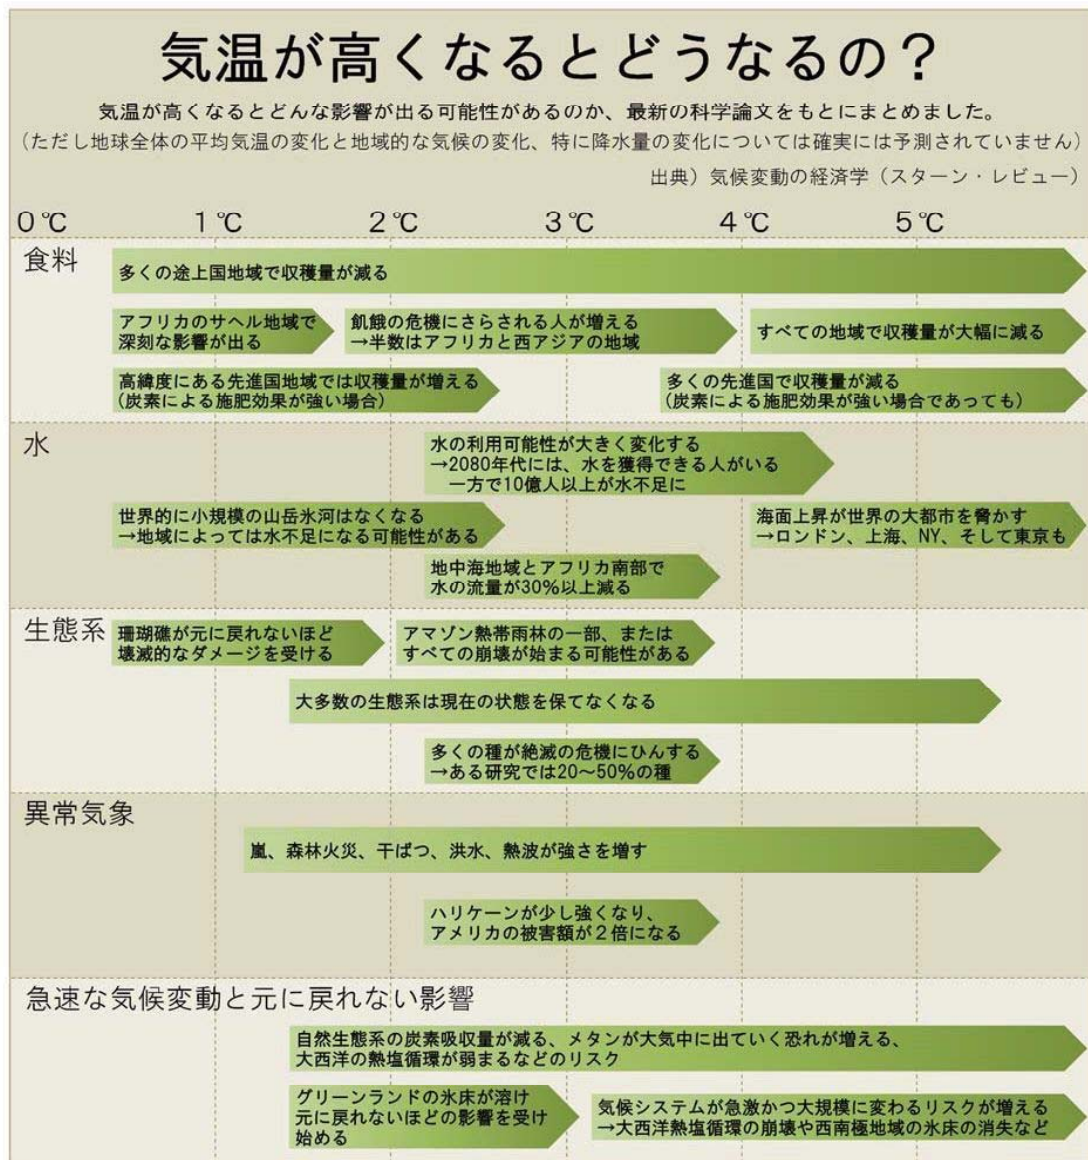 気温が高くなるとどうなるの？
気温が高くなるとどんな影響が出る可能性があるのか、最新の科学論文をもとにまとめました。
（ただし地球全体の平均気温の変化と地域的な気候の変化、特に降水量の変化については確実には予測されていません）
出典）気候変動の経済学（スターン・レビュー）
0℃ 1℃ 2℃ 3℃ 4℃ 5℃
食料
多くの途上国地域で収穫量が減る
アフリカのサヘル地域で
深刻な影響が出る
飢餓の危機にさらされる人が増える
→半数はアフリカと西アジアの地域
すべての地域で収穫量が大幅に減る
高緯度にある先進国地域では収穫量が増える
(炭素による施肥効果が強い場合)
多くの先進国で収穫量が減る
(炭素による施肥効果が強い場合であっても)
水
水の利用可能性が大きく変化する
→2080年代には、水を獲得できる人がいる
一方で10億人以上が水不足に
世界的に小規模の山岳氷河はなくなる
→地域によっては水不足になる可能性がある
海面上昇が世界の大都市を脅かす
→ロンドン、上海、NY、そして東京も
地中海地域とアフリカ南部で
水の流量が30%以上減る
生態系
珊瑚礁が元に戻れないほど
壊滅的なダメージを受ける
アマゾン熱帯雨林の一部、または
すべての崩壊が始まる可能性がある
大多数の生態系は現在の状態を保てなくなる
多くの種が絶滅の危機にひんする
→ある研究では20～50%の種
異常気象
嵐、森林火災、干ばつ、洪水、熱波が強さを増す
ハリケーンが少し強くなり、
アメリカの被害額が２倍になる
急速な気候変動と元に戻れない影響
自然生態系の炭素吸収量が減る、メタンが大気中に出ていく恐れが増える、
大西洋の熱塩循環が弱まるなどのリスク
グリーンランドの氷床が溶け
元に戻れないほどの影響を受け
始める
気候システムが急激かつ大規模に変わるリスクが増える
→大西洋熱塩循環の崩壊や西南極地域の氷床の消失など